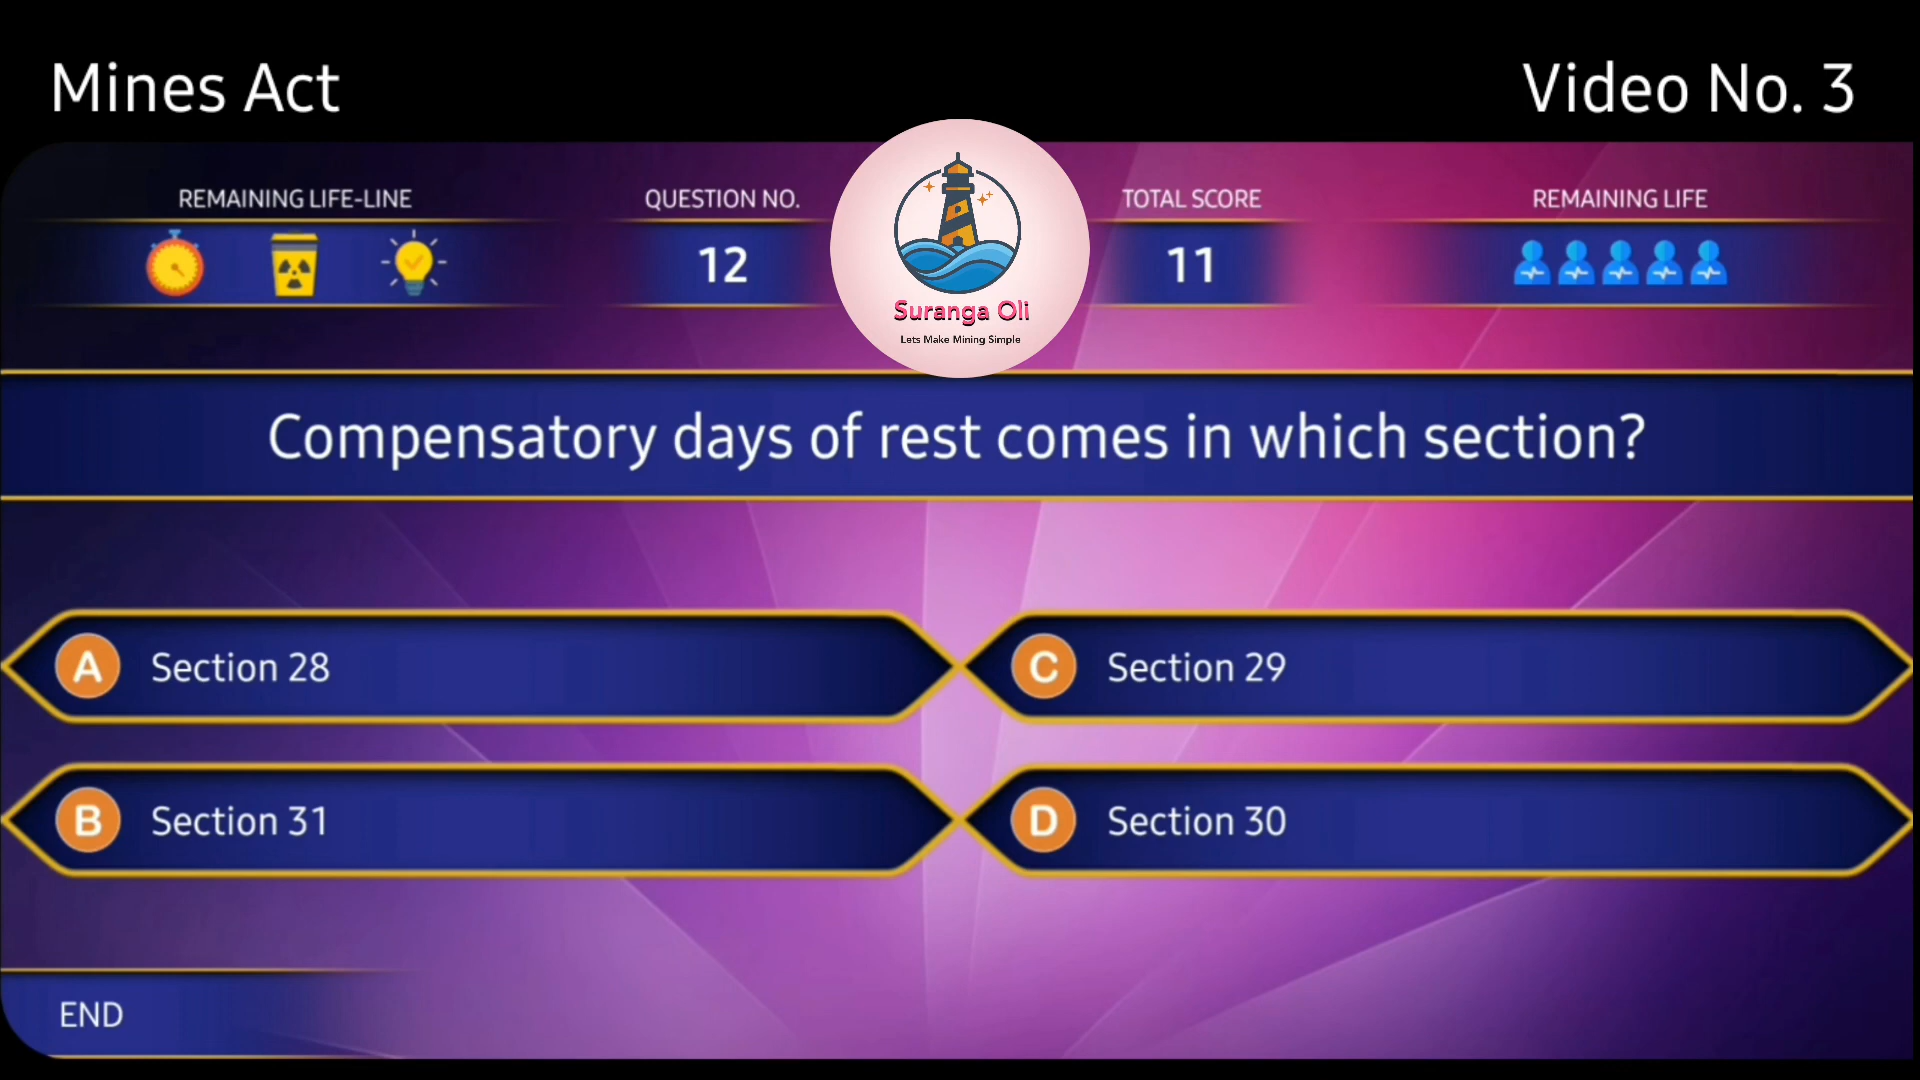 Mines Act
Video No. 3
REMAINING LIFE-LINE
QUESTION NO.
TOTAL SCORE
REMAINING LIFE
12
11
Suranga Oli
Lets Make Mining Simple
Compensatory days of rest comes in which section?
A Section 28
C Section 29
B Section 31
D Section 30
END